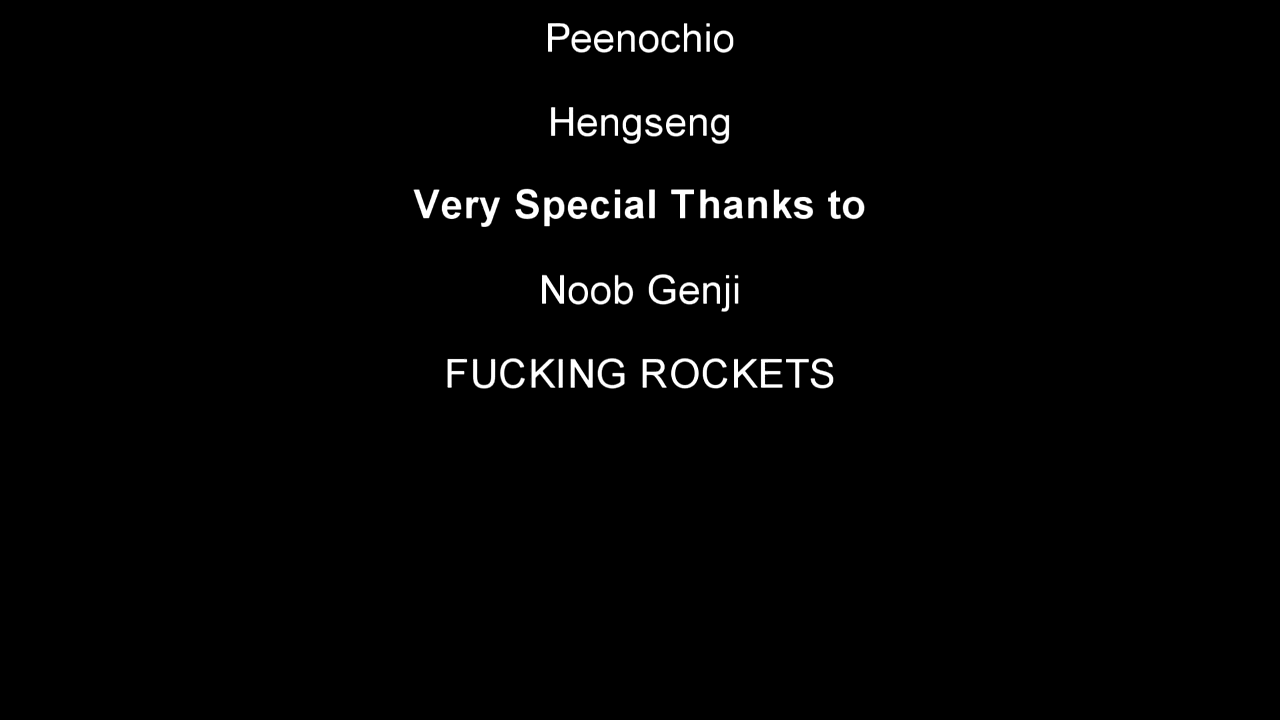 Peenochio
Hengseng
Very Special Thanks to
Noob Genji
FUCKING ROCKETS